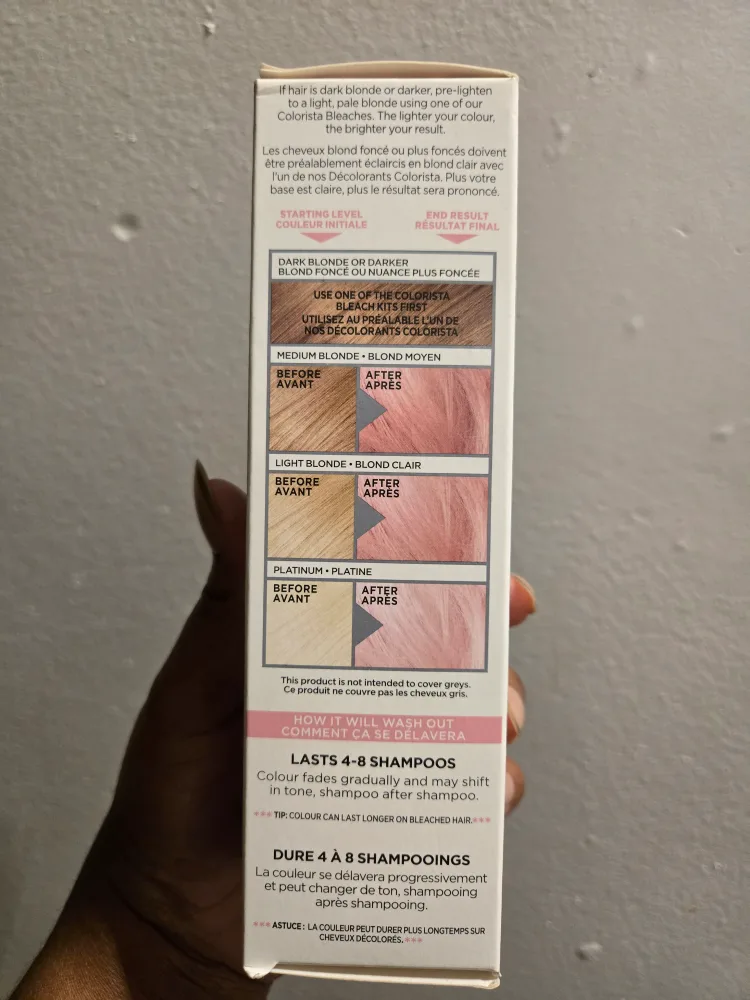 If hair is dark blonde or darker, pre-lighten
to a light, pale blonde using one of our
Colorista Bleaches. The lighter your colour,
the brighter your result.
Les cheveux blond foncé ou plus foncés doivent
être préalablement éclaircis en blond clair avec
l'un de nos Décolorants Colorista. Plus votre
base est claire, plus le résultat sera prononcé.
STARTING LEVEL
COULEUR INITIALE
END RESULT
RÉSULTAT FINAL
DARK BLONDE OR DARKER
BLOND FONCÉ OU NUANCE PLUS FONCÉE
USE ONE OF THE COLORISTA
BLEACH KITS FIRST
UTILISEZ AU PRÉALABLE L'UN DE
NOS DÉCOLORANTS COLORISTA
MEDIUM BLONDE • BLOND MOYEN
BEFORE
AVANT
AFTER
APRÈS
LIGHT BLONDE • BLOND CLAIR
BEFORE
AVANT
AFTER
APRÈS
PLATINUM • PLATINE
BEFORE
AVANT
AFTER
APRÈS
This product is not intended to cover greys.
Ce produit ne couvre pas les cheveux gris.
HOW IT WILL WASH OUT
COMMENT ÇA SE DÉLAVERA
LASTS 4-8 SHAMPOOS
Colour fades gradually and may shift
in tone, shampoo after shampoo.
*** TIP: COLOUR CAN LAST LONGER ON BLEACHED HAIR.***
DURE 4 À 8 SHAMPOOINGS
La couleur se délavera progressivement
et peut changer de ton, shampooing
après shampooing.
*** ASTUCE : LA COULEUR PEUT DURER PLUS LONGTEMPS SUR
CHEVEUX DÉCOLORÉS.***